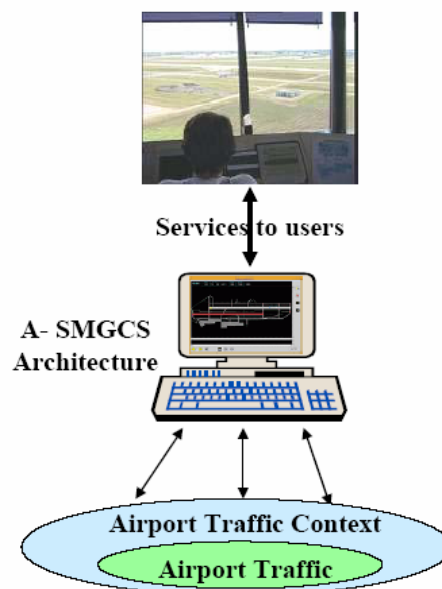 Services to users
A- SMGCS
Architecture
Airport Traffic Context
Airport Traffic